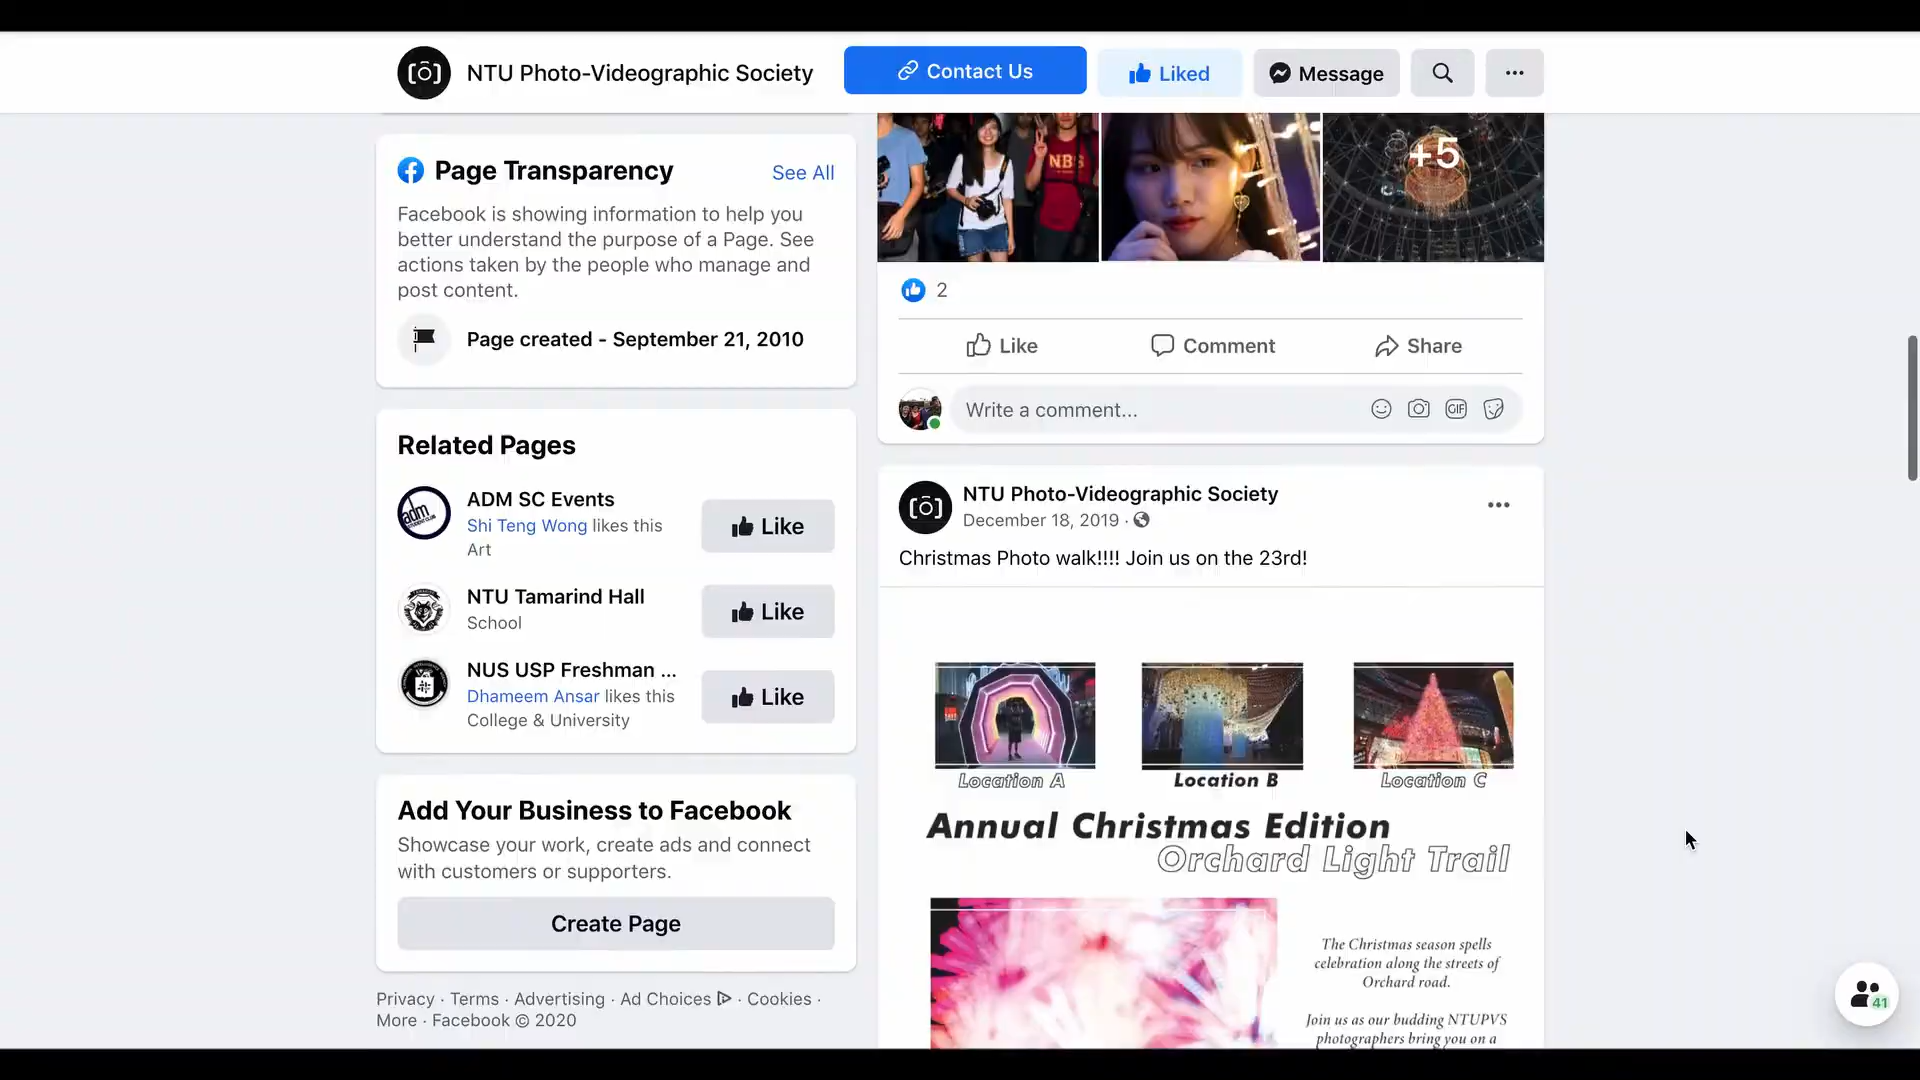 NTU Photo-Videographic Society
Contact Us
Liked
Message
Page Transparency
See All
Facebook is showing information to help you
better understand the purpose of a Page. See
actions taken by the people who manage and
post content.
Page created - September 21, 2010
Related Pages
ADM SC Events
Shi Teng Wong likes this
Art
Like
NTU Tamarind Hall
School
Like
NUS USP Freshman ...
Dhameem Ansar likes this
College & University
Like
Add Your Business to Facebook
Showcase your work, create ads and connect
with customers or supporters.
Create Page
Privacy · Terms · Advertising · Ad Choices · Cookies ·
More · Facebook © 2020
NBS
+5
2
Like
Comment
Share
Write a comment...
GIF
NTU Photo-Videographic Society
December 18, 2019 ·
Christmas Photo walk!!!! Join us on the 23rd!
Location A
Location B
Location C
Annual Christmas Edition
Orchard Light Trail
The Christmas season spells
celebration along the streets of
Orchard road.
Join us as our budding NTUPVS
photographers bring you on a
41